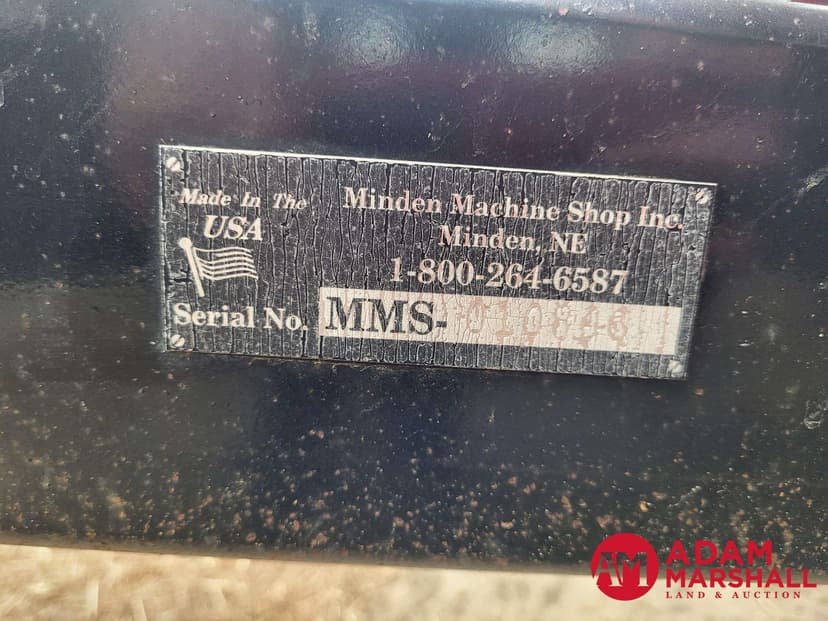 Made In The
USA
Minden Machine Shop Inc.
Minden, NE
1-800-264-6587
Serial No. MMS-
AM
ADAM
MARSHALL
LAND & AUCTION